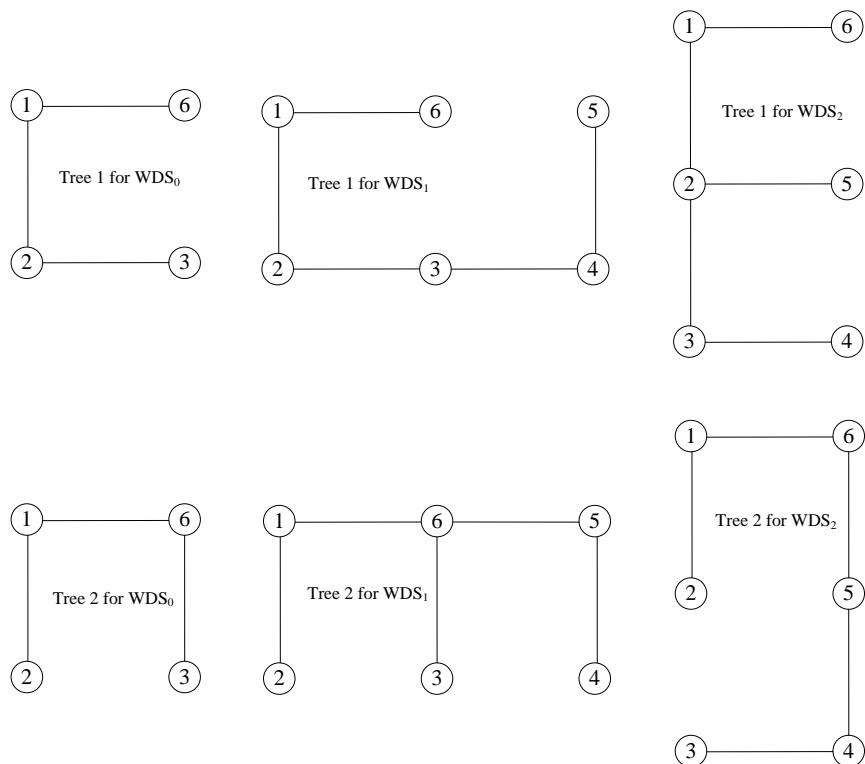 1 6
1 6
Tree 1 for WDS₂
1 6 5
Tree 1 for WDS₀
Tree 1 for WDS₁
2 5
2 3
2 3 4
3 4
1 6
1 6
1 6 5
Tree 2 for WDS₂
Tree 2 for WDS₀
Tree 2 for WDS₁
2 5
2 3
2 3 4
3 4